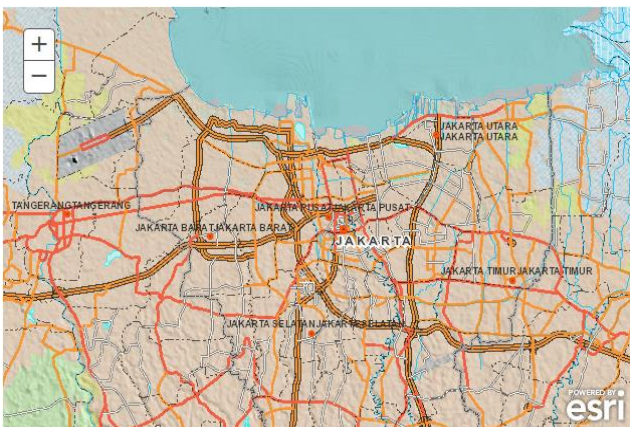 +
−
JAKARTA UTARA
JAKARTA UTARA
TANGERANGTANGERANG
JAKARTA PUSATJAKARTA PUSAT
JAKARTA BARATJAKARTA BARAT
JAKARTA
JAKARTA TIMURJAKARTA TIMUR
JAKARTA SELATANJAKARTA SELATAN
POWERED BY
esri